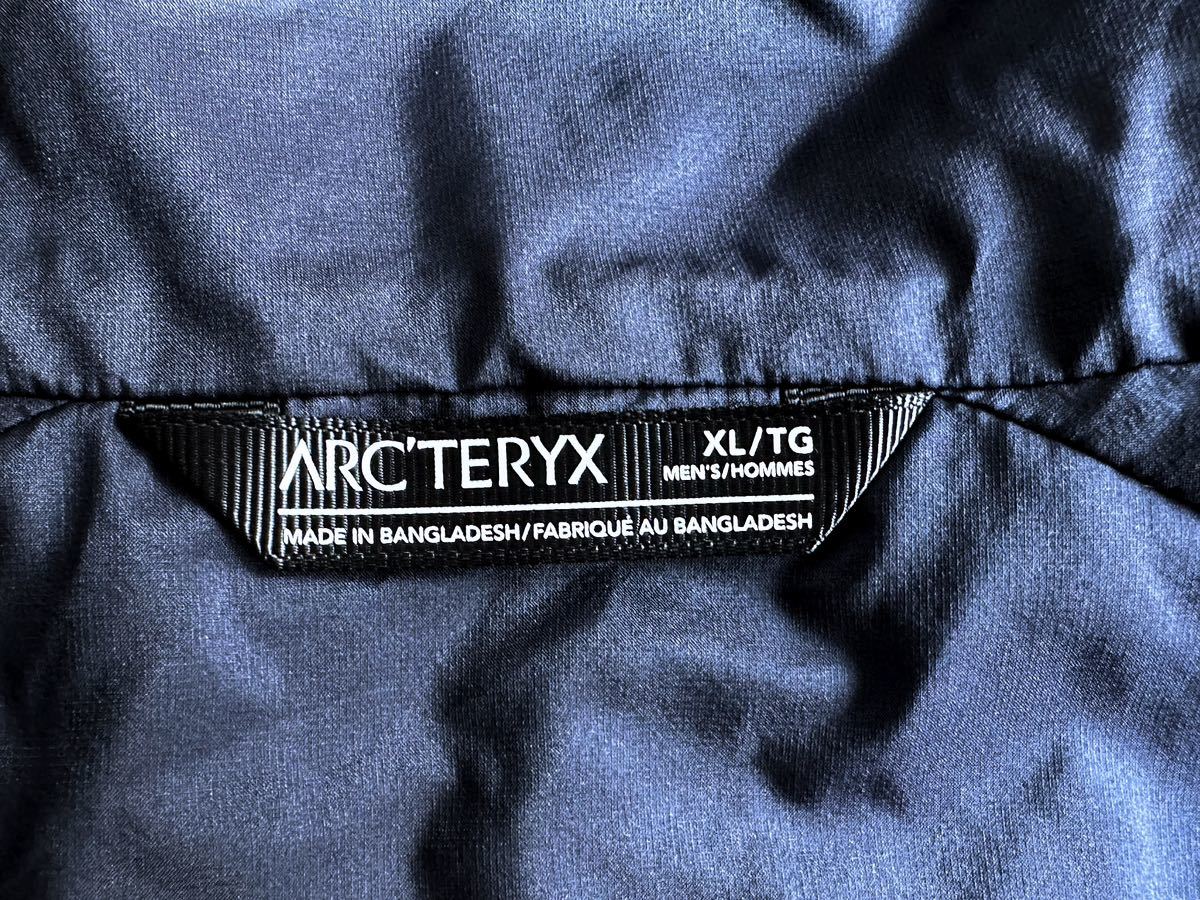 ARC'TERYX
XL/TG
MEN'S/HOMMES
MADE IN BANGLADESH/FABRIQUÉ AU BANGLADESH